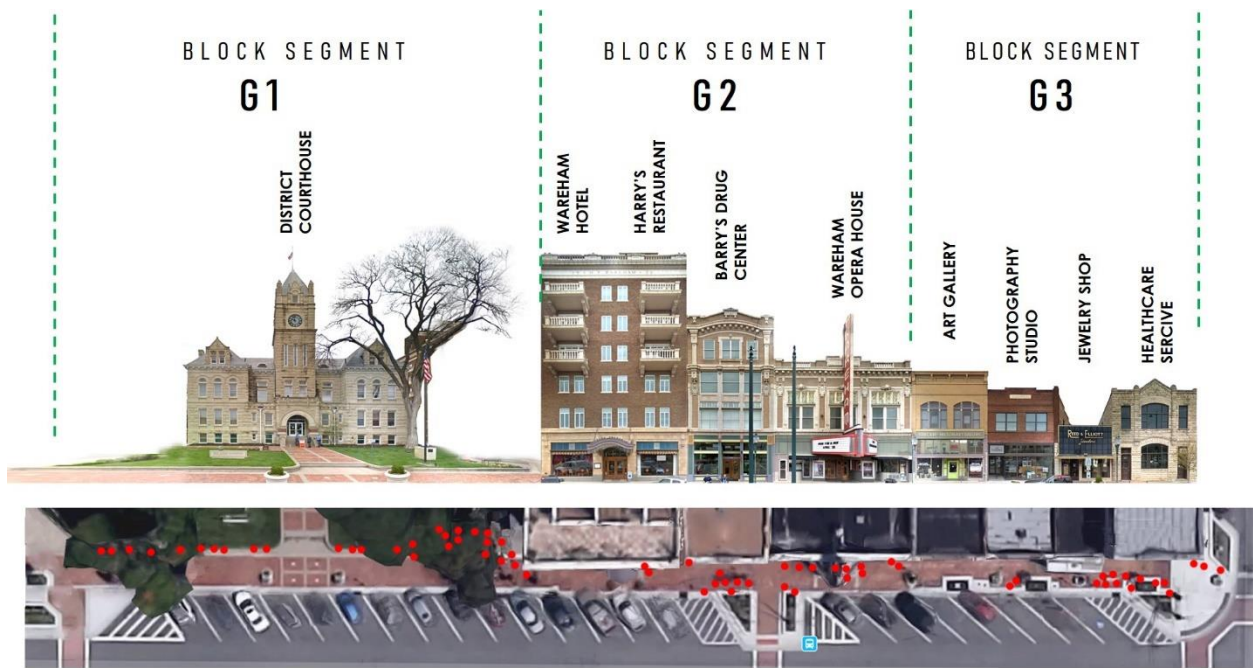 BLOCK SEGMENT
G1
BLOCK SEGMENT
G2
BLOCK SEGMENT
G3
DISTRICT
COURTHOUSE
WAREHAM
HOTEL
HARRY'S
RESTAURANT
BARRY'S DRUG
CENTER
WAREHAM
OPERA HOUSE
ART GALLERY
PHOTOGRAPHY
STUDIO
JEWELRY SHOP
HEALTHCARE
SERCIVE